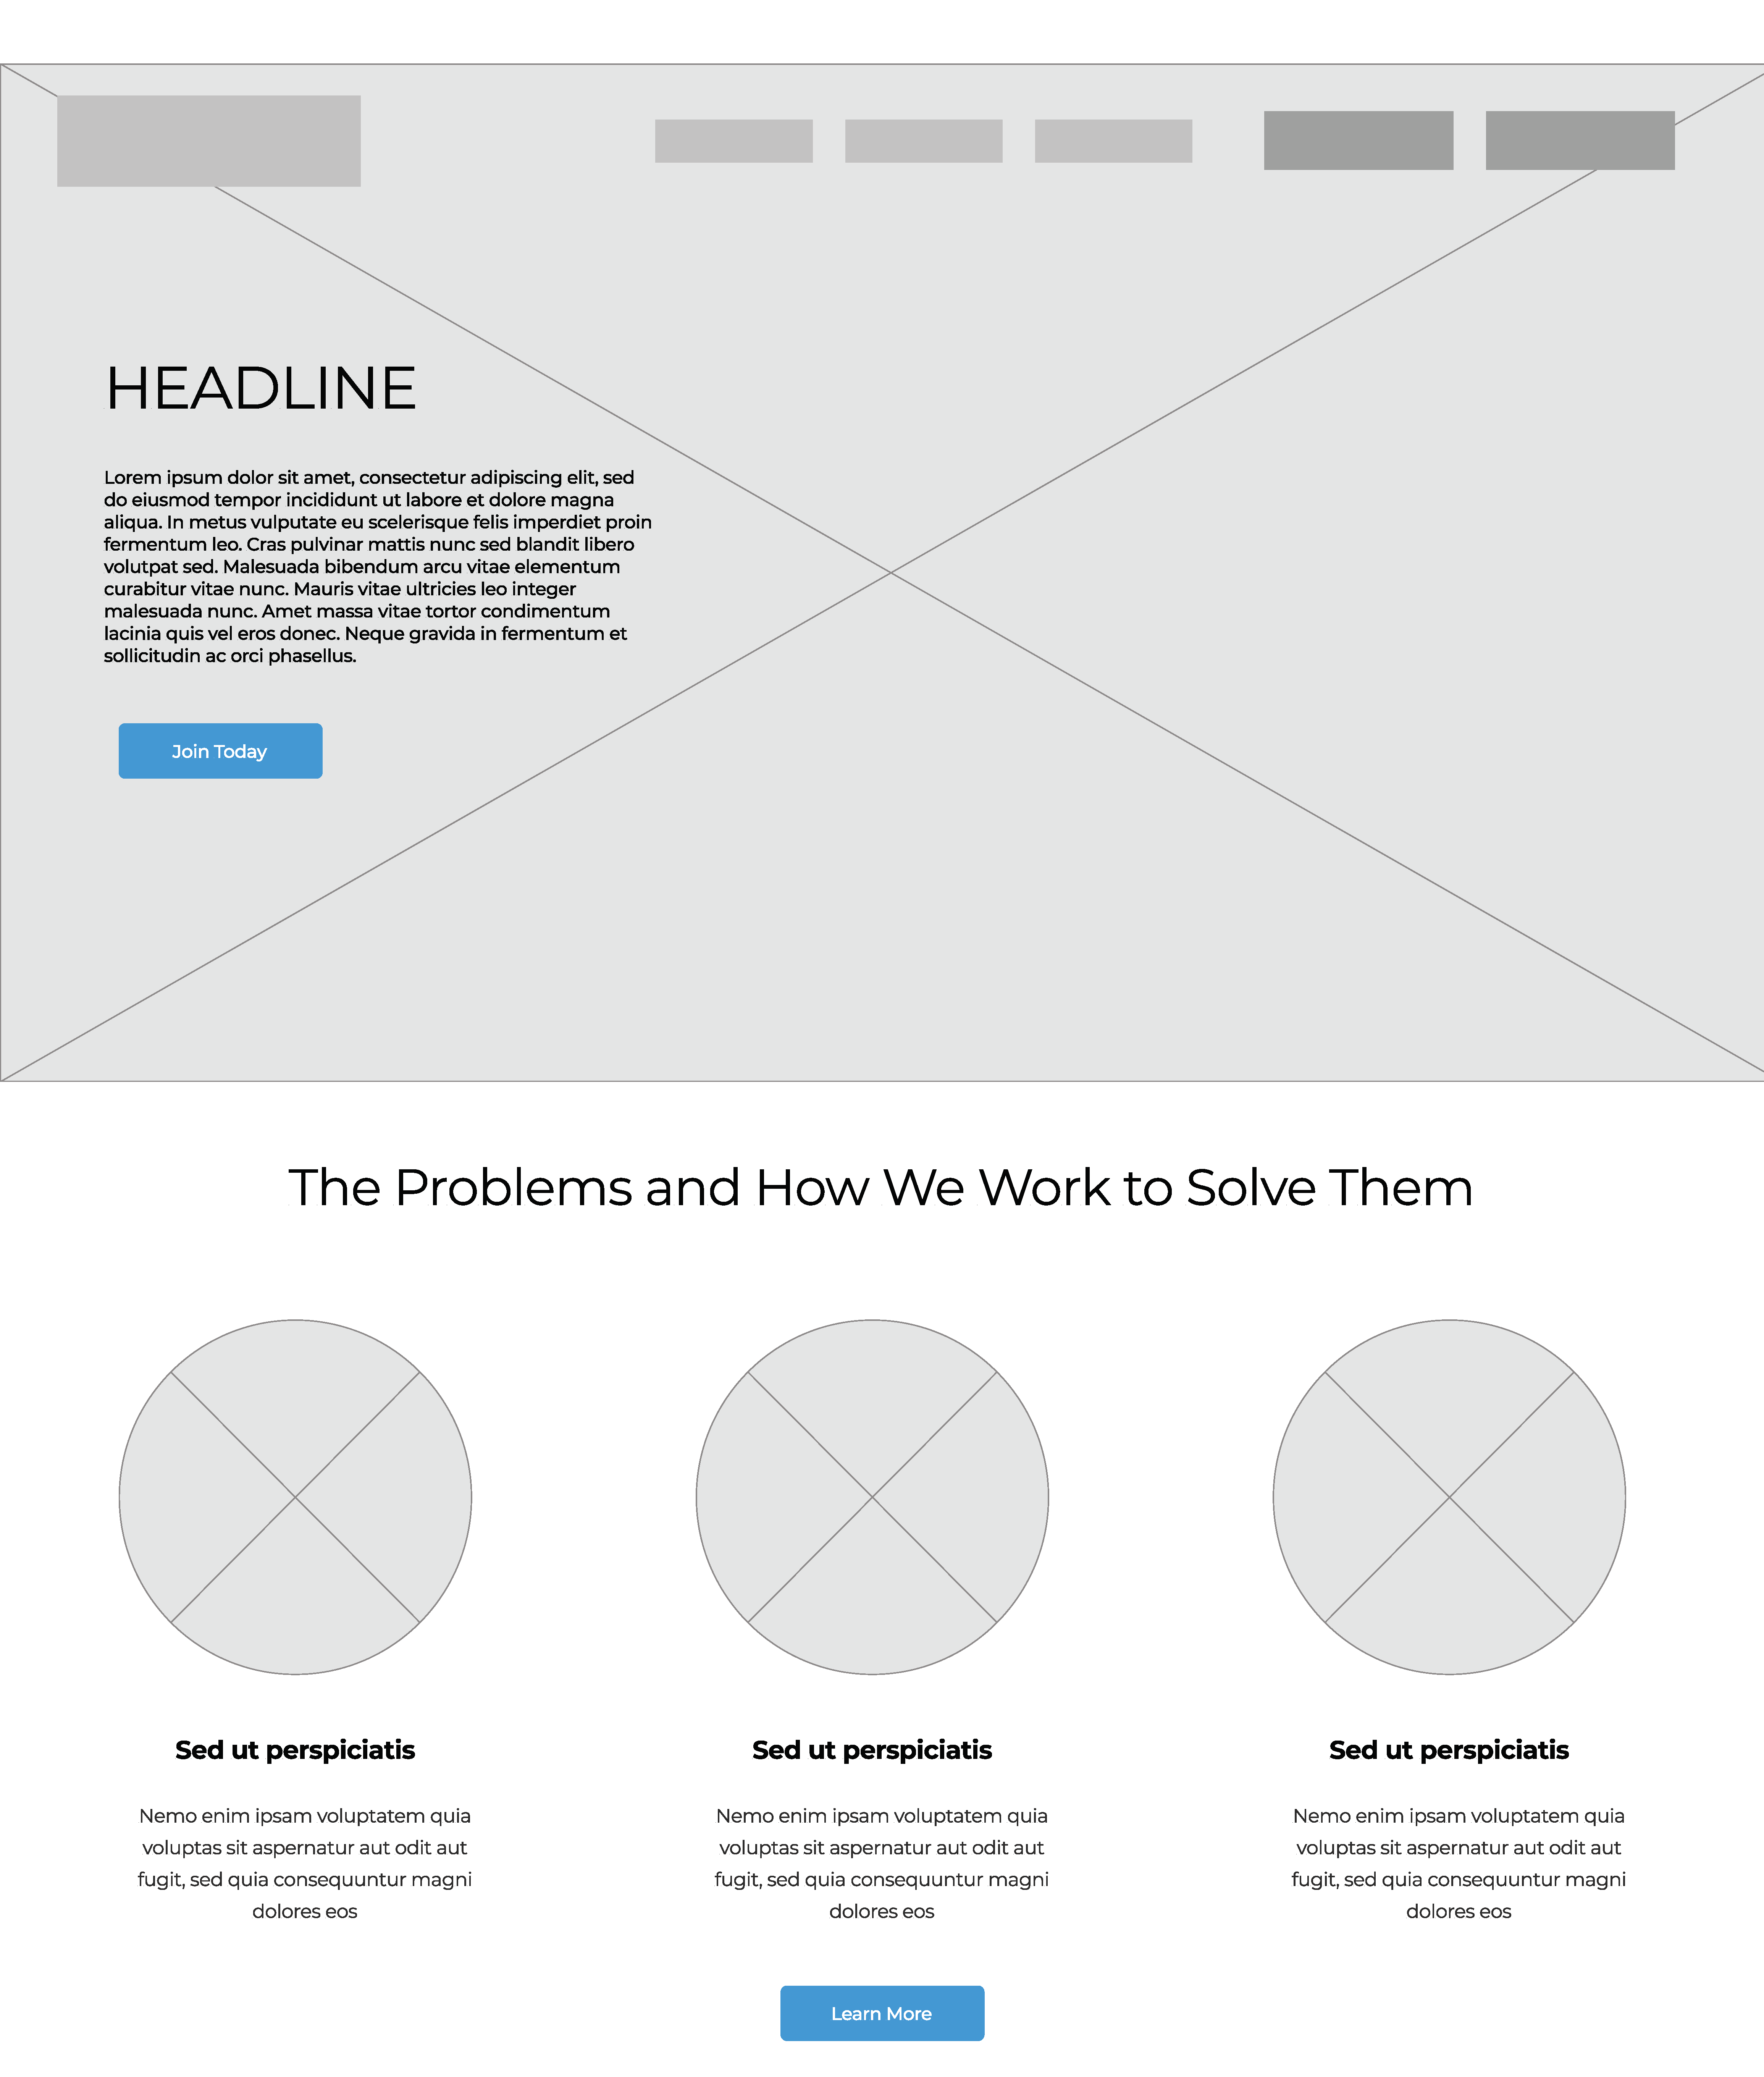 HEADLINE
Lorem ipsum dolor sit amet, consectetur adipiscing elit, sed
do eiusmod tempor incididunt ut labore et dolore magna
aliqua. In metus vulputate eu scelerisque felis imperdiet proin
fermentum leo. Cras pulvinar mattis nunc sed blandit libero
volutpat sed. Malesuada bibendum arcu vitae elementum
curabitur vitae nunc. Mauris vitae ultricies leo integer
malesuada nunc. Amet massa vitae tortor condimentum
lacinia quis vel eros donec. Neque gravida in fermentum et
sollicitudin ac orci phasellus.
Join Today
The Problems and How We Work to Solve Them
Sed ut perspiciatis
Nemo enim ipsam voluptatem quia
voluptas sit aspernatur aut odit aut
fugit, sed quia consequuntur magni
dolores eos
Sed ut perspiciatis
Nemo enim ipsam voluptatem quia
voluptas sit aspernatur aut odit aut
fugit, sed quia consequuntur magni
dolores eos
Sed ut perspiciatis
Nemo enim ipsam voluptatem quia
voluptas sit aspernatur aut odit aut
fugit, sed quia consequuntur magni
dolores eos
Learn More